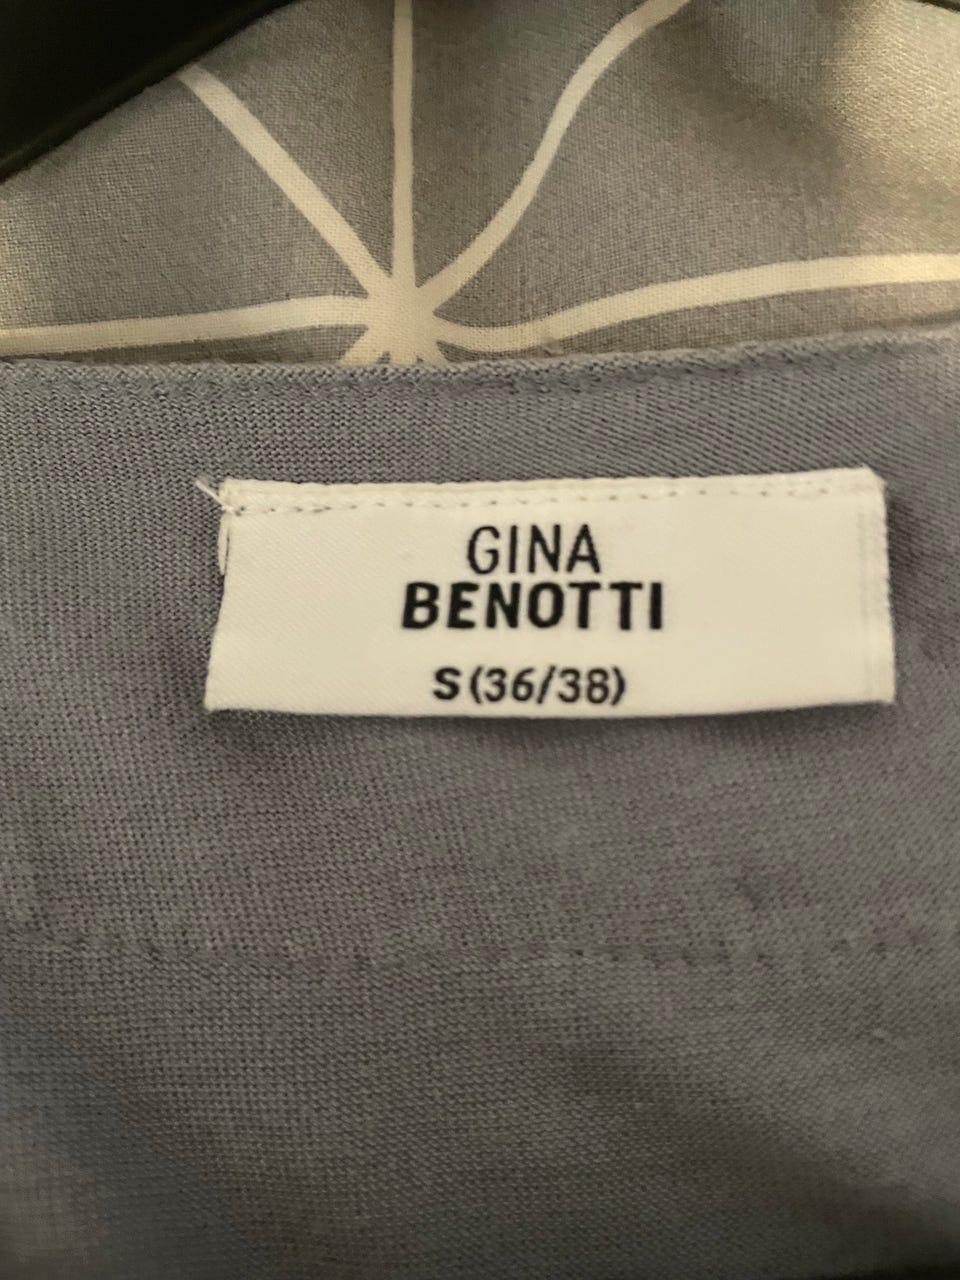 GINA
BENOTTI
S (36/38)